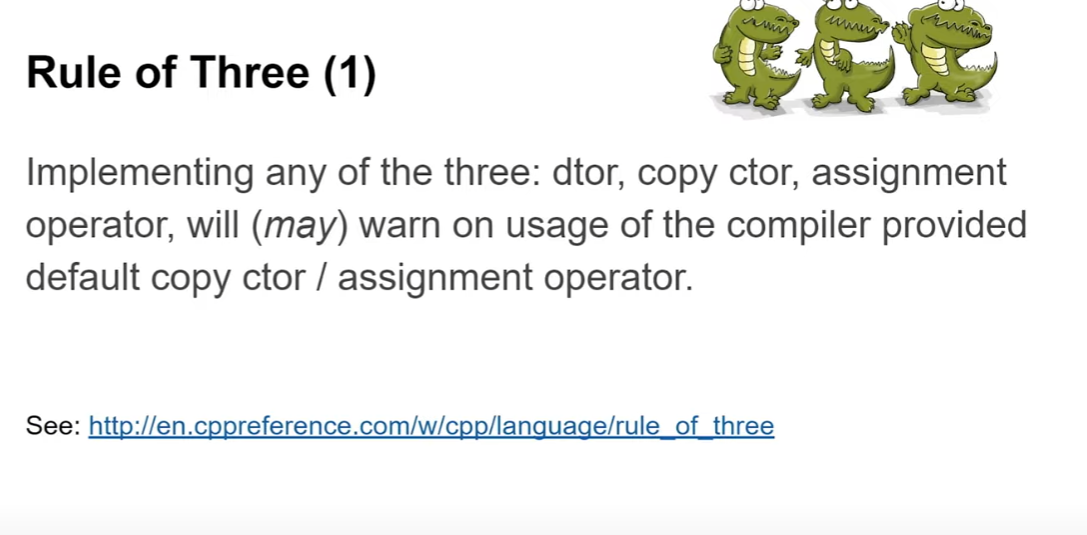 Rule of Three (1)
Implementing any of the three: dtor, copy ctor, assignment
operator, will (may) warn on usage of the compiler provided
default copy ctor / assignment operator.
See: http://en.cppreference.com/w/cpp/language/rule_of_three